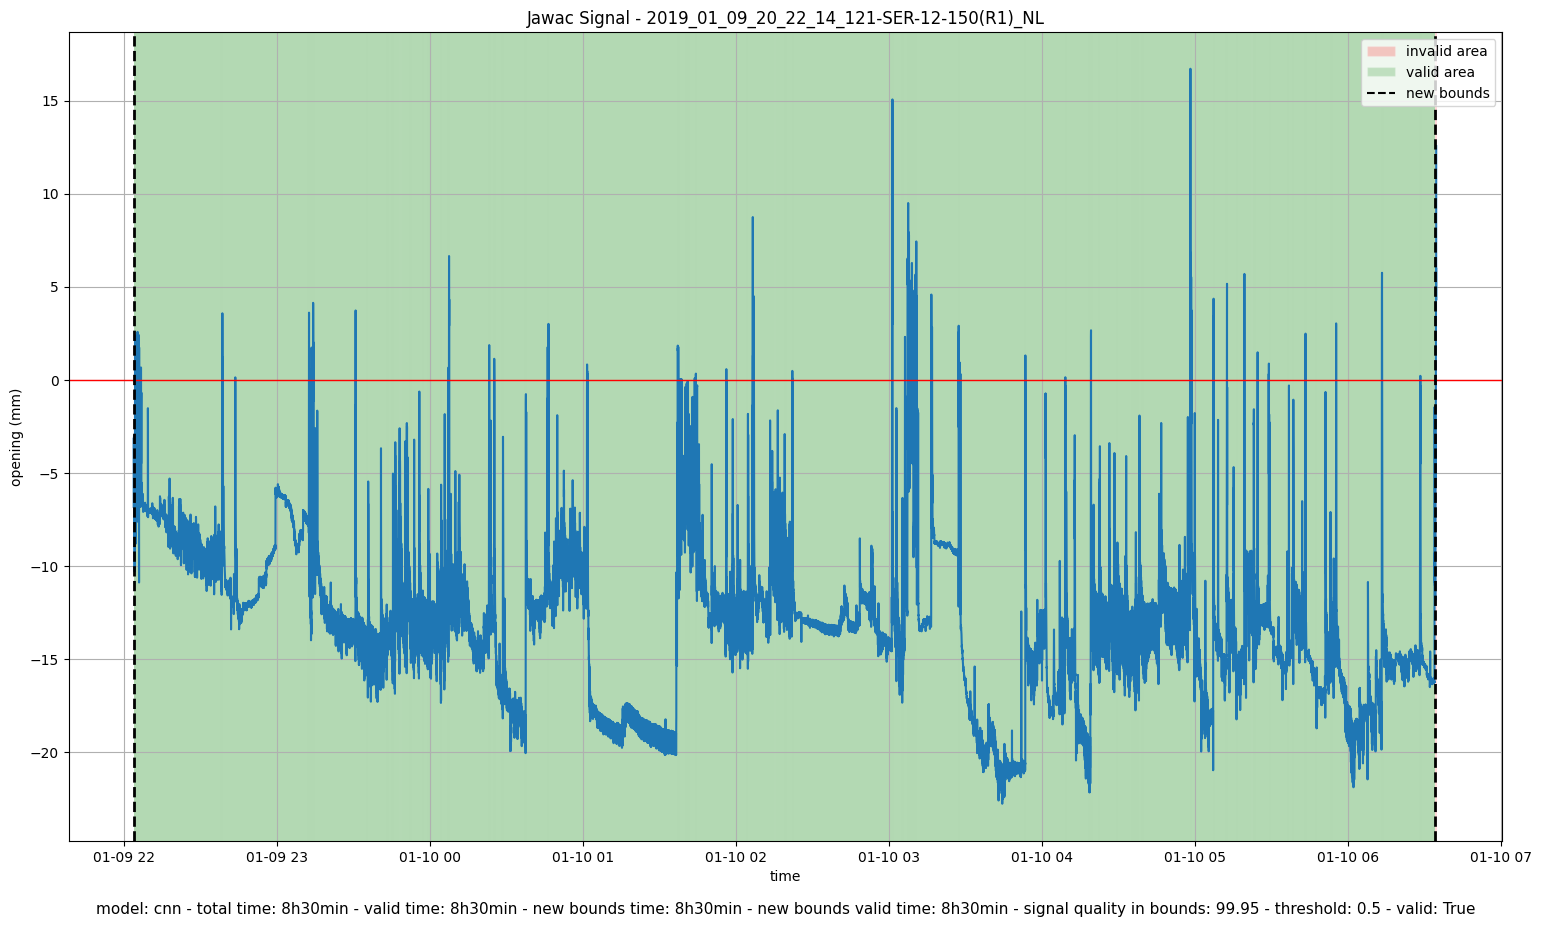 Jawac Signal - 2019_01_09_20_22_14_121-SER-12-150(R1)_NL
invalid area
valid area
new bounds
15
10
5
0
−5
−10
−15
−20
opening (mm)
01-09 22 01-09 23 01-10 00 01-10 01 01-10 02 01-10 03 01-10 04 01-10 05 01-10 06 01-10 07
time
model: cnn - total time: 8h30min - valid time: 8h30min - new bounds time: 8h30min - new bounds valid time: 8h30min - signal quality in bounds: 99.95 - threshold: 0.5 - valid: True